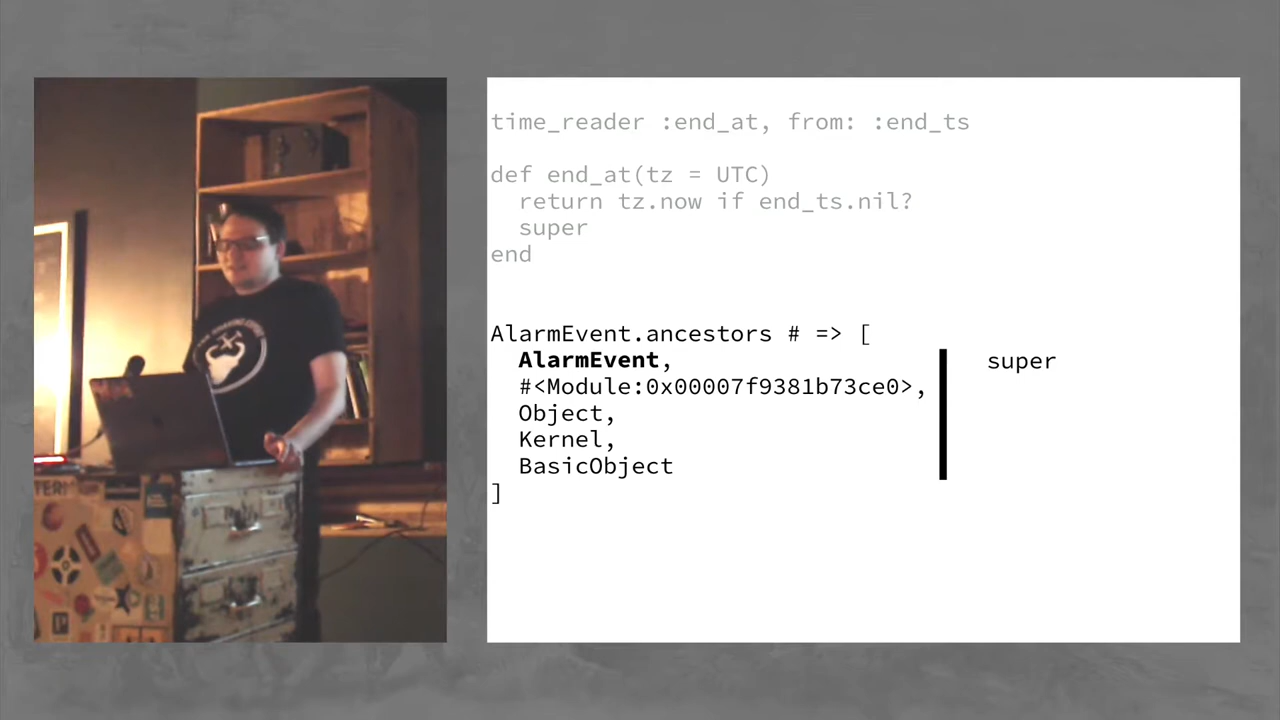 time_reader :end_at, from: :end_ts
def end_at(tz = UTC)
  return tz.now if end_ts.nil?
  super
end
AlarmEvent.ancestors # => [
  AlarmEvent,
super
  #<Module:0x00007f9381b73ce0>,
  Object,
  Kernel,
  BasicObject
]